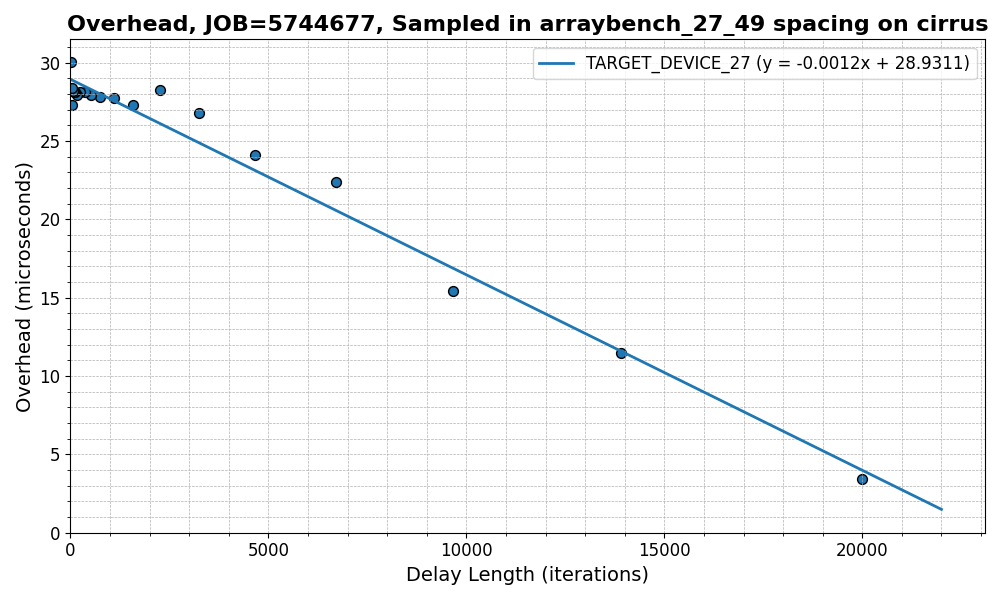 Overhead, JOB=5744677, Sampled in arraybench_27_49 spacing on cirrus
TARGET_DEVICE_27 (y = -0.0012x + 28.9311)
30
25
20
15
10
5
0
Overhead (microseconds)
0 5000 10000 15000 20000
Delay Length (iterations)